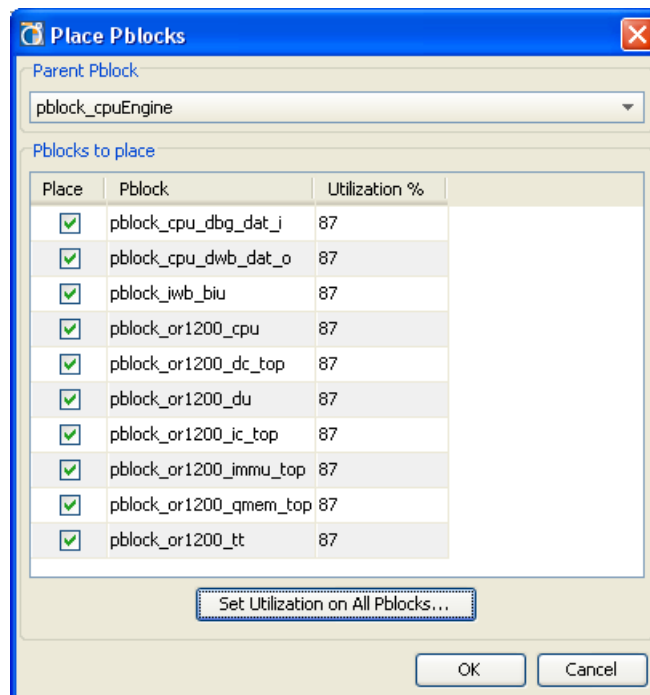 Place Pblocks
Parent Pblock
pblock_cpuEngine
Pblocks to place
Place Pblock Utilization %
pblock_cpu_dbg_dat_i 87
pblock_cpu_dwb_dat_o 87
pblock_iwb_biu 87
pblock_or1200_cpu 87
pblock_or1200_dc_top 87
pblock_or1200_du 87
pblock_or1200_ic_top 87
pblock_or1200_immu_top 87
pblock_or1200_qmem_top 87
pblock_or1200_tt 87
Set Utilization on All Pblocks...
OK Cancel